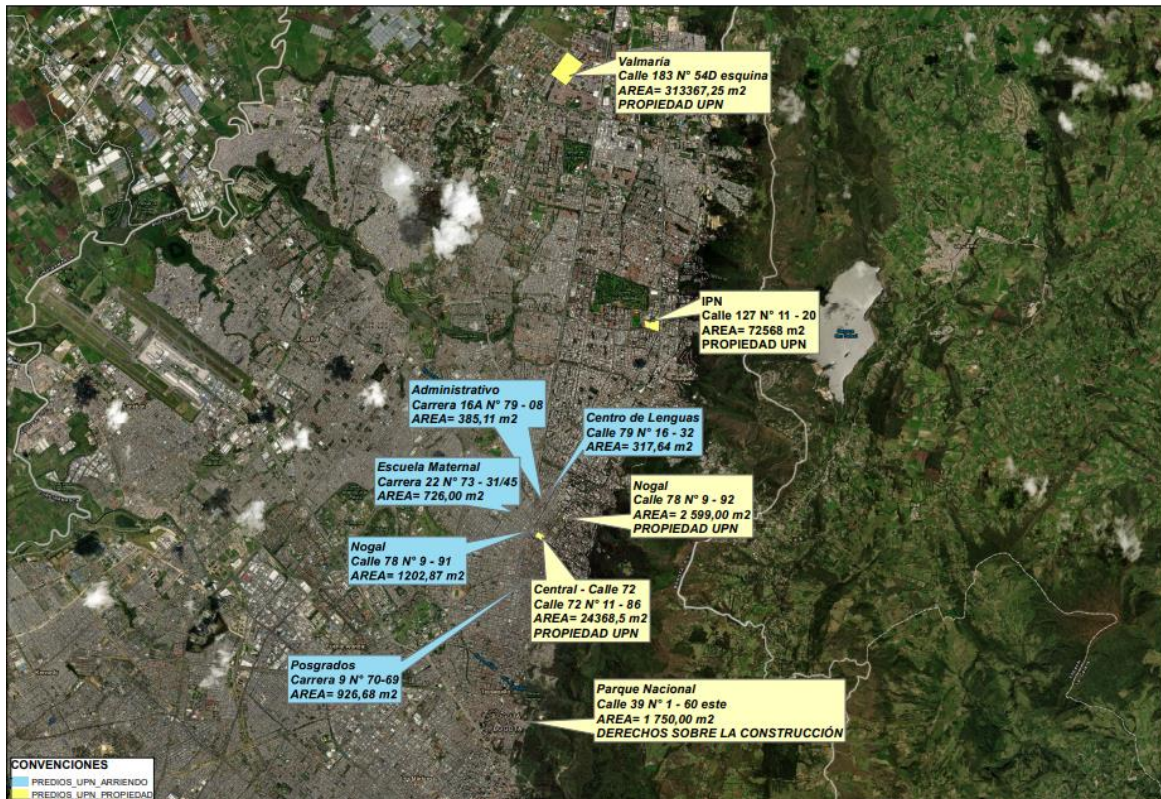 Valmaría
Calle 183 N° 54D esquina
AREA= 313367,25 m2
PROPIEDAD UPN
IPN
Calle 127 N° 11 - 20
AREA= 72568 m2
PROPIEDAD UPN
Administrativo
Carrera 16A N° 79 - 08
AREA= 385,11 m2
Centro de Lenguas
Calle 79 N° 16 - 32
AREA= 317,64 m2
Escuela Maternal
Carrera 22 N° 73 - 31/45
AREA= 726,00 m2
Nogal
Calle 78 N° 9 - 92
AREA= 2 599,00 m2
PROPIEDAD UPN
Nogal
Calle 78 N° 9 - 91
AREA= 1202,87 m2
Central - Calle 72
Calle 72 N° 11 - 86
AREA= 24368,5 m2
PROPIEDAD UPN
Posgrados
Carrera 9 N° 70-69
AREA= 926,68 m2
Parque Nacional
Calle 39 N° 1 - 60 este
AREA= 1 750,00 m2
DERECHOS SOBRE LA CONSTRUCCIÓN
CONVENCIONES
PREDIOS_UPN_ARRIENDO
PREDIOS_UPN_PROPIEDAD